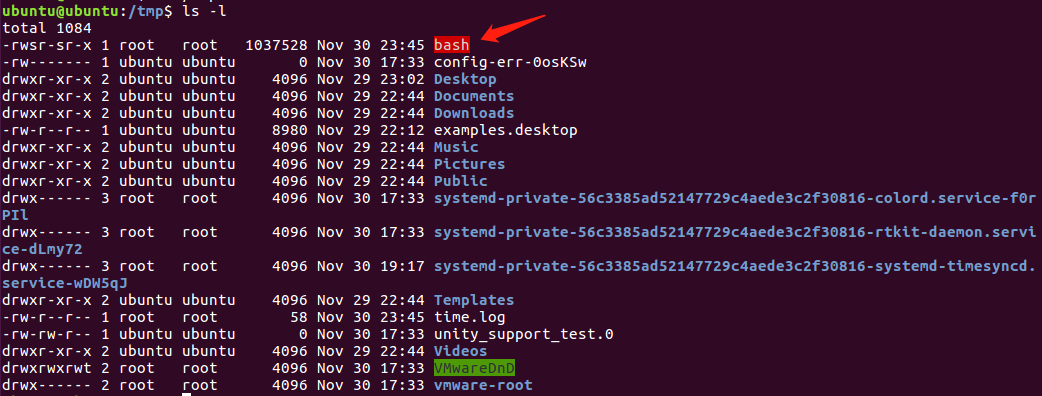 ubuntu@ubuntu:/tmp$ ls -l
total 1084
-rwsr-sr-x 1 root   root   1037528 Nov 30 23:45 bash
-rw------- 1 ubuntu ubuntu       0 Nov 30 17:33 config-err-0osKSw
drwxr-xr-x 2 ubuntu ubuntu    4096 Nov 29 23:02 Desktop
drwxr-xr-x 2 ubuntu ubuntu    4096 Nov 29 22:44 Documents
drwxr-xr-x 2 ubuntu ubuntu    4096 Nov 29 22:44 Downloads
-rw-r--r-- 1 ubuntu ubuntu    8980 Nov 29 22:12 examples.desktop
drwxr-xr-x 2 ubuntu ubuntu    4096 Nov 29 22:44 Music
drwxr-xr-x 2 ubuntu ubuntu    4096 Nov 29 22:44 Pictures
drwxr-xr-x 2 ubuntu ubuntu    4096 Nov 29 22:44 Public
drwx------ 3 root   root      4096 Nov 30 17:33 systemd-private-56c3385ad52147729c4aede3c2f30816-colord.service-f0r
PIl
drwx------ 3 root   root      4096 Nov 30 17:33 systemd-private-56c3385ad52147729c4aede3c2f30816-rtkit-daemon.servi
ce-dLmy72
drwx------ 3 root   root      4096 Nov 30 19:17 systemd-private-56c3385ad52147729c4aede3c2f30816-systemd-timesyncd.
service-wDW5qJ
drwxr-xr-x 2 ubuntu ubuntu    4096 Nov 29 22:44 Templates
-rw-r--r-- 1 root   root        58 Nov 30 23:45 time.log
-rw-rw-r-- 1 ubuntu ubuntu       0 Nov 30 17:33 unity_support_test.0
drwxr-xr-x 2 ubuntu ubuntu    4096 Nov 29 22:44 Videos
drwxrwxrwt 2 root   root      4096 Nov 30 17:33 VMwareDnD
drwx------ 2 root   root      4096 Nov 30 17:33 vmware-root